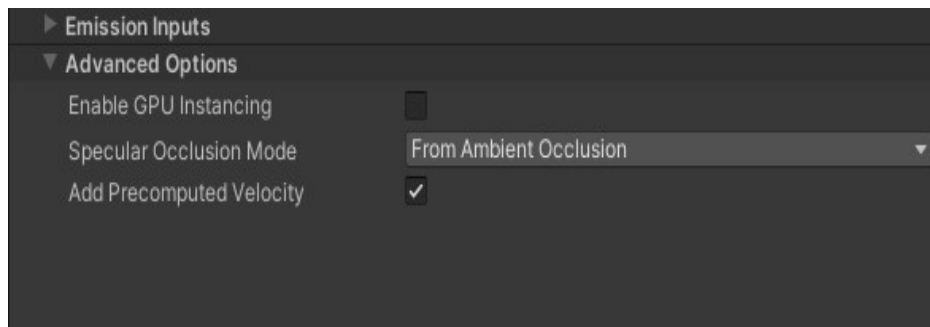 Emission Inputs
Advanced Options
Enable GPU Instancing
Specular Occlusion Mode From Ambient Occlusion
Add Precomputed Velocity